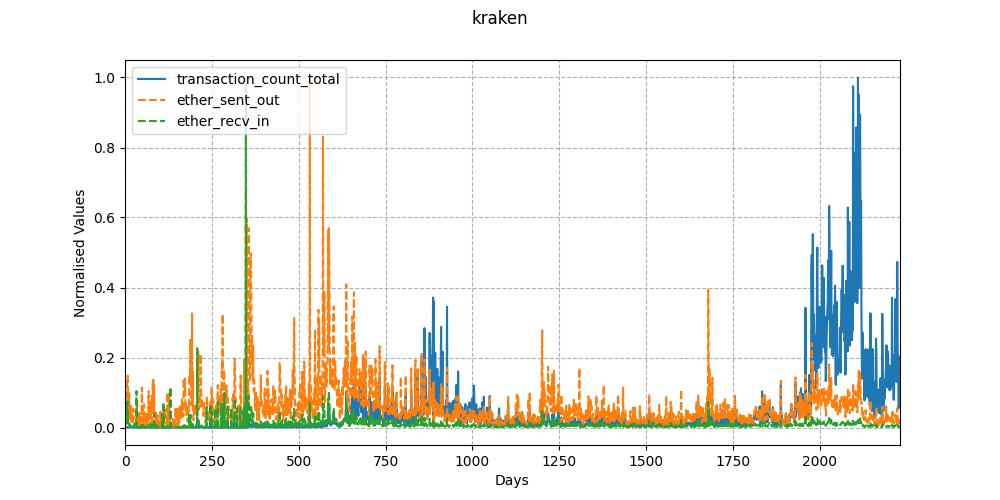 kraken
transaction_count_total
ether_sent_out
ether_recv_in
Normalised Values
1.0
0.8
0.6
0.4
0.2
0.0
0 250 500 750 1000 1250 1500 1750 2000
Days